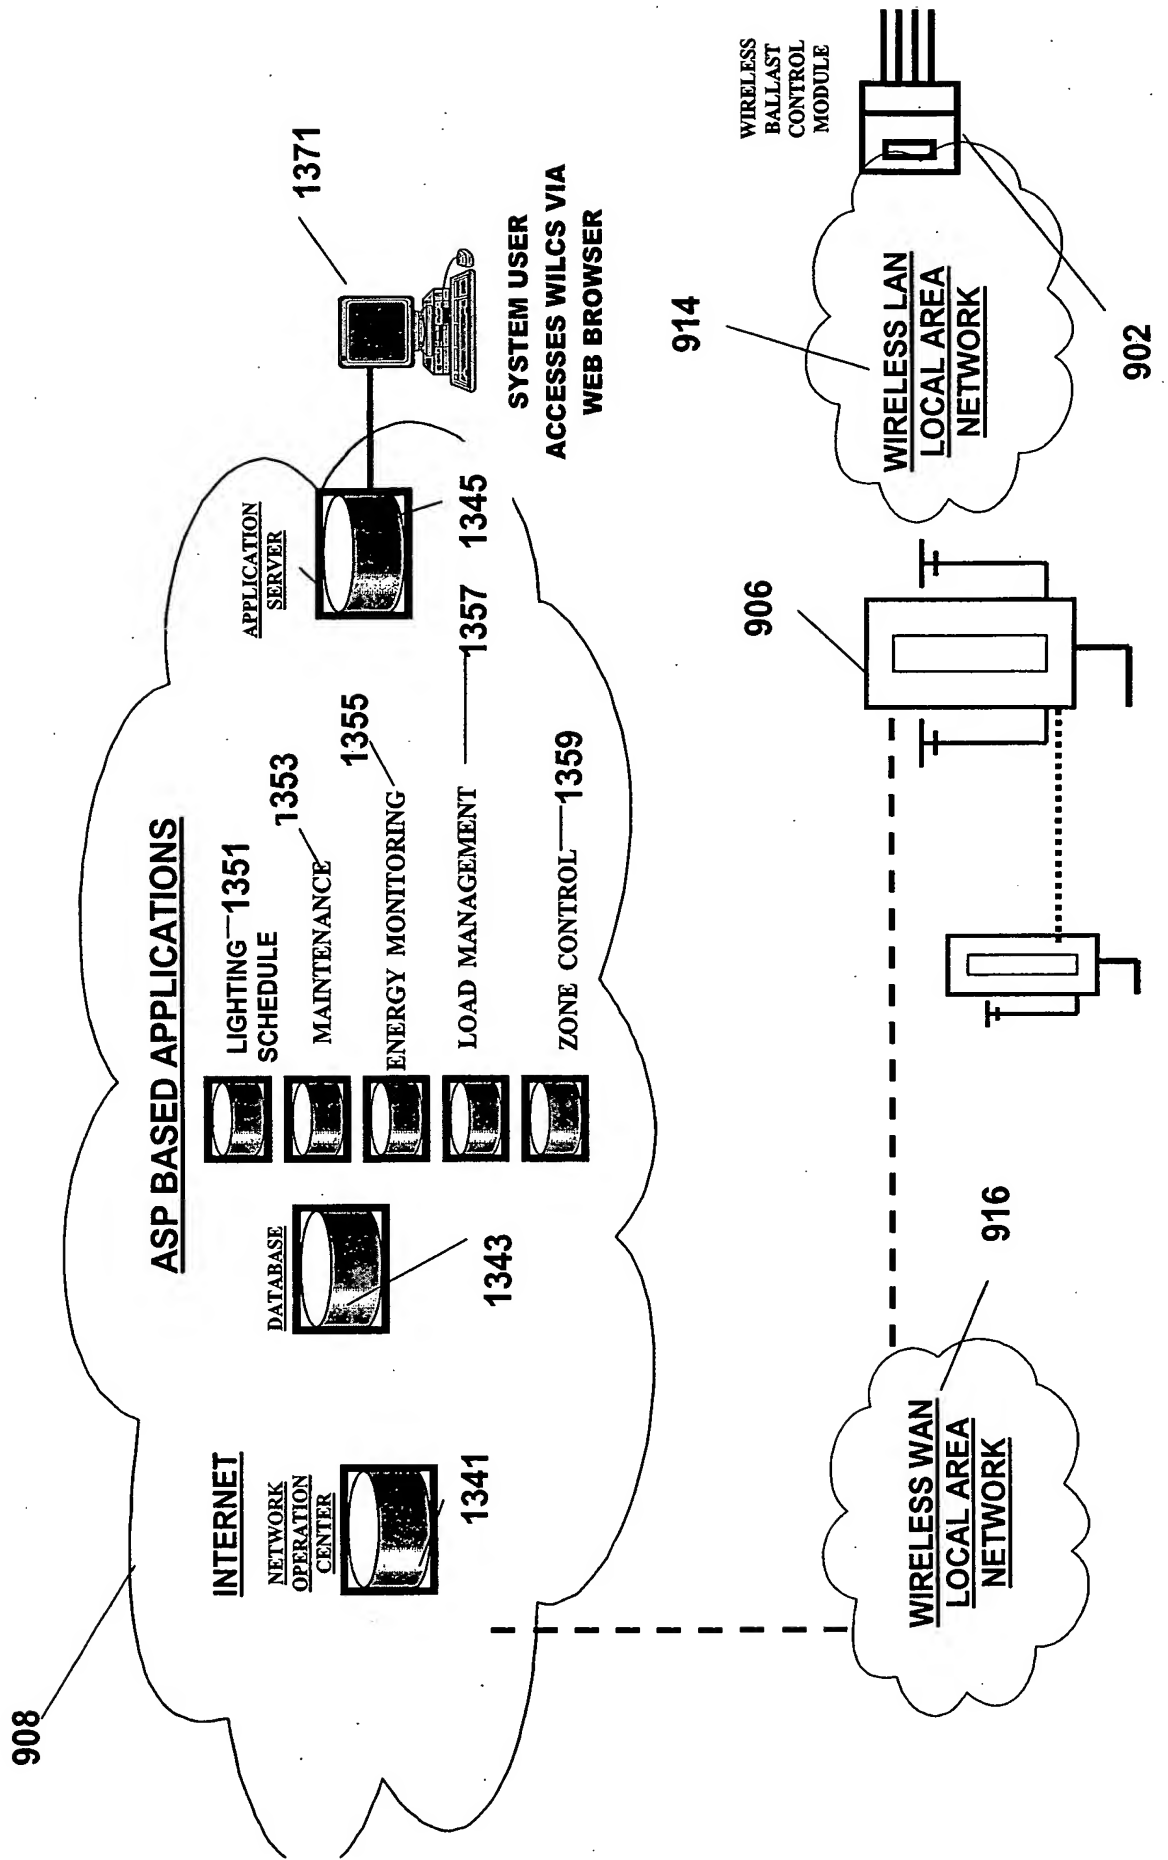 908
INTERNET
NETWORK
OPERATION
CENTER
1341
DATABASE
1343
ASP BASED APPLICATIONS
LIGHTING
SCHEDULE
1351
MAINTENANCE
1353
ENERGY MONITORING
1355
LOAD MANAGEMENT
1357
ZONE CONTROL
1359
APPLICATION
SERVER
1345
1371
SYSTEM USER
ACCESSES WILCS VIA
WEB BROWSER
WIRELESS WAN
LOCAL AREA
NETWORK
916
906
914
WIRELESS LAN
LOCAL AREA
NETWORK
902
WIRELESS
BALLAST
CONTROL
MODULE